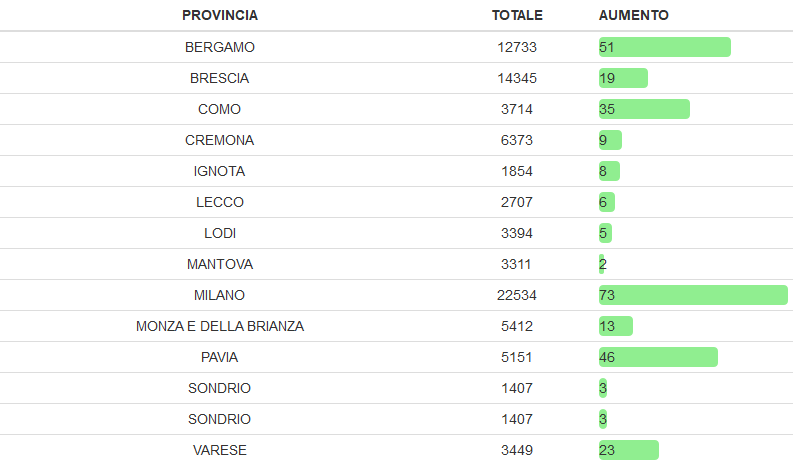 PROVINCIA TOTALE AUMENTO
BERGAMO 12733 51
BRESCIA 14345 19
COMO 3714 35
CREMONA 6373 9
IGNOTA 1854 8
LECCO 2707 6
LODI 3394 5
MANTOVA 3311 2
MILANO 22534 73
MONZA E DELLA BRIANZA 5412 13
PAVIA 5151 46
SONDRIO 1407 3
SONDRIO 1407 3
VARESE 3449 23